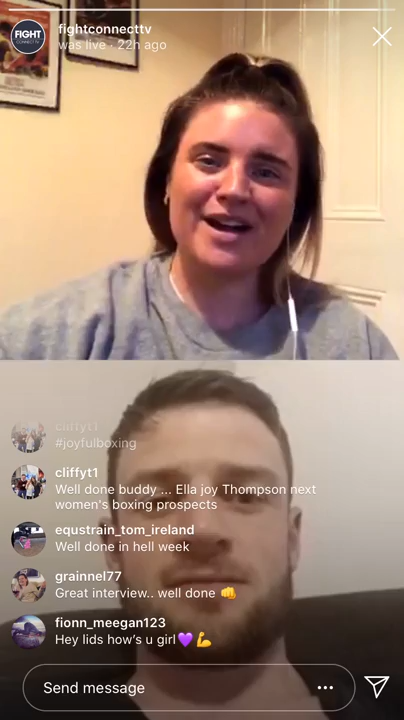 FIGHT
CONNECT TV
fightconnecttv
was live · 22h ago
cliffyt1
#joyfulboxing
cliffyt1
Well done buddy ... Ella joy Thompson next
women's boxing prospects
equstrain_tom_ireland
Well done in hell week
grainnel77
Great interview.. well done 👊
fionn_meegan123
Hey lids how's u girl💜💪
Send message